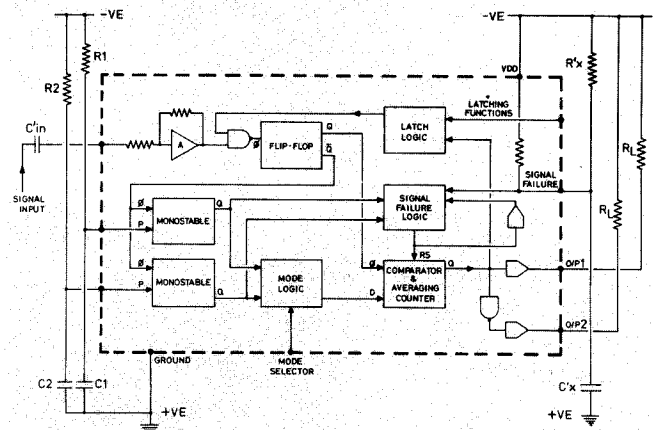 -VE
R1
R2
C'in
SIGNAL
INPUT
A
Ø
FLIP-FLOP
Q
Q̄
LATCH
LOGIC
LATCHING
FUNCTIONS
-VE
VDD
R'x
RL
RL
SIGNAL
FAILURE
Ø
P
MONOSTABLE
Q
SIGNAL
FAILURE
LOGIC
Ø
P
MONOSTABLE
Q
MODE
LOGIC
RS
Ø
D
COMPARATOR
&
AVERAGING
COUNTER
Q
O/P1
O/P2
GROUND
MODE
SELECTOR
C2
C1
+VE
C'x
+VE